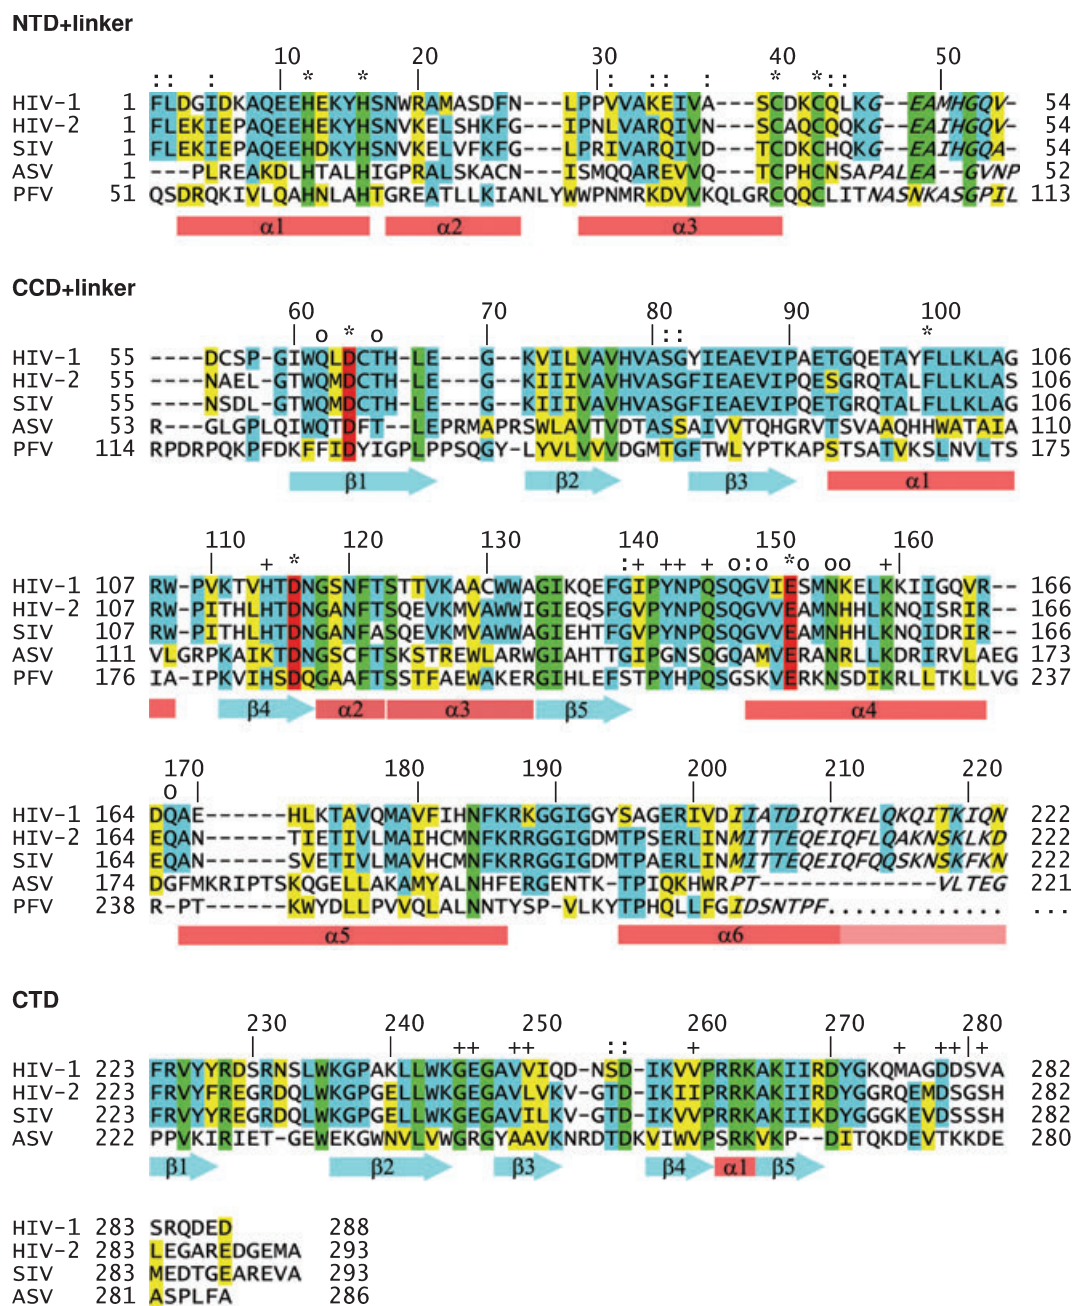 NTD+linker
10 20 30 40 50
:: : * * : :: : * *::
HIV-1 1 FLDGIDKAQEEHEKYHSNWRAMASDFN---LPPVVAKEIVA---SCDKCQLKG--EAMHGQV- 54
HIV-2 1 FLEKIEPAQEEHEKYHSNVKELSHKFG---IPNLVARQIVN---SCAQCQQKG--EAIHGQV- 54
SIV 1 FLEKIEPAQEEHDKYHSNVKELVFKFG---LPRIVARQIVD---TCDKCHQKG--EAIHGQA- 54
ASV 1 ---PLREAKDLHTALHIGPRALSKACN---ISMQQAREVVQ---TCPHCNSAPALEA--GVNP 52
PFV 51 QSDRQKIVLQAHNLAHTGREATLLKIANLYWWPNMRKDVVKQLGRCQQCLITNASNKASGPIL 113
α1 α2 α3
CCD+linker
60 70 80 90 100
o * o :: *
HIV-1 55 ----DCSP-GIWQLDCTH-LE---G--KVILVAVHVASGYIEAEVIPAETGQETAYFLLKLAG 106
HIV-2 55 ----NAEL-GTWQMDCTH-LE---G--KIIIVAVHVASGFIEAEVIPQESGRQTALFLLKLAS 106
SIV 55 ----NSDL-GTWQMDCTH-LE---G--KIIIVAVHVASGFIEAEVIPQETGRQTALFLLKLAG 106
ASV 53 R---GLGPLQIWQTDFT--LEPRMAPRSWLAVTVDTASSAIVVTQHGRVTSVAAQHHWATAIA 110
PFV 114 RPDRPQKPFDKFFIDYIGPLPPSQGY-LYVLVVVDGMTGFTWLYPTKAPSTSATVKSLNVLTS 175
β1 β2 β3 α1
110 120 130 140 150 160
+ * :+ ++ + o:o *o oo +
HIV-1 107 RW-PVKTVHTDNGSNFTSTTVKAACWWAGIKQEFGIPYNPQSQGVIESMNKELKKIIGQVR-- 166
HIV-2 107 RW-PITHLHTDNGANFTSQEVKMVAWWIGIEQSFGVPYNPQSQGVVEAMNHHLKNQISRIR-- 166
SIV 107 RW-PITHLHTDNGANFASQEVKMVAWWAGIEHTFGVPYNPQSQGVVEAMNHHLKNQIDRIR-- 166
ASV 111 VLGRPKAIKTDNGSCFTSKSTREWLARWGIAHTTGIPGNSQGQAMVERANRLLKDRIRVLAEG 173
PFV 176 IA-IPKVIHSDQGAAFTSSTFAEWAKERGIHLEFSTPYHPQSGSKVERKNSDIKRLLTKLLVG 237
β4 α2 α3 β5 α4
170 180 190 200 210 220
o
HIV-1 164 DQAE------HLKTAVQMAVFIHNFKRKGGIGGYSAGERIVDIIATDIQTKELQKQITKIQN 222
HIV-2 164 EQAN------TIETIVLMAIHCMNFKRRGGIGDMTPSERLINMITTEQEIQFLQAKNSKLKD 222
SIV 164 EQAN------SVETIVLMAVHCMNFKRRGGIGDMTPAERLINMITTEQEIQFQQSKNSKFKN 222
ASV 174 DGFMKRIPTSKQGELLAKAMYALNHFERGENTK-TPIQKHWRPT-------------VLTEG 221
PFV 238 R-PT------KWYDLLPVVQLALNNTYSP-VLKYTPHQLLFGIDSNTPF............. ...
α5 α6
CTD
230 240 250 260 270 280
++ ++ :: + + ++ +
HIV-1 223 FRVYYRDSRNSLWKGPAKLLWKGEGAVVIQD-NSD-IKVVPRRKAKIIRDYGKQMAGDDSVA 282
HIV-2 223 FRVYFREGRDQLWKGPGELLWKGEGAVLVKV-GTD-IKIIPRRKAKIIRDYGGRQEMDSGSH 282
SIV 223 FRVYYREGRDQLWKGPGELLWKGEGAVILKV-GTD-IKVVPRRKAKIIKDYGGGKEVDSSSH 282
ASV 222 PPVKIRIET-GEWEKGWNVLVWGRGYAAVKNRDTDKVIWVPSRKVKP--DITQKDEVTKKDE 280
β1 β2 β3 β4 α1 β5
HIV-1 283 SRQDED 288
HIV-2 283 LEGAREDGEMA 293
SIV 283 MEDTGEAREVA 293
ASV 281 ASPLFA 286